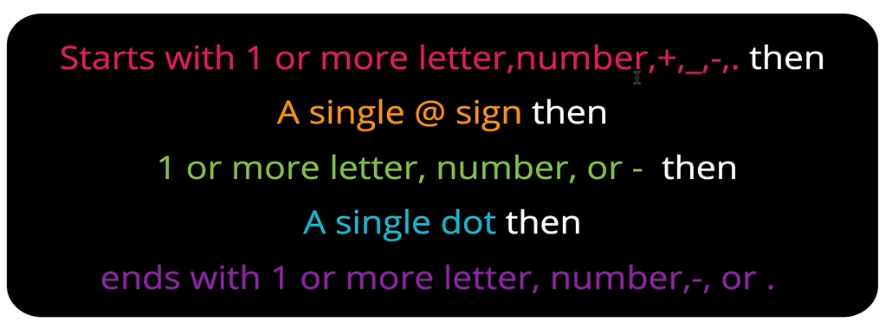 Starts with 1 or more letter,number,+,_,-,. then
A single @ sign then
1 or more letter, number, or - then
A single dot then
ends with 1 or more letter, number,-, or .